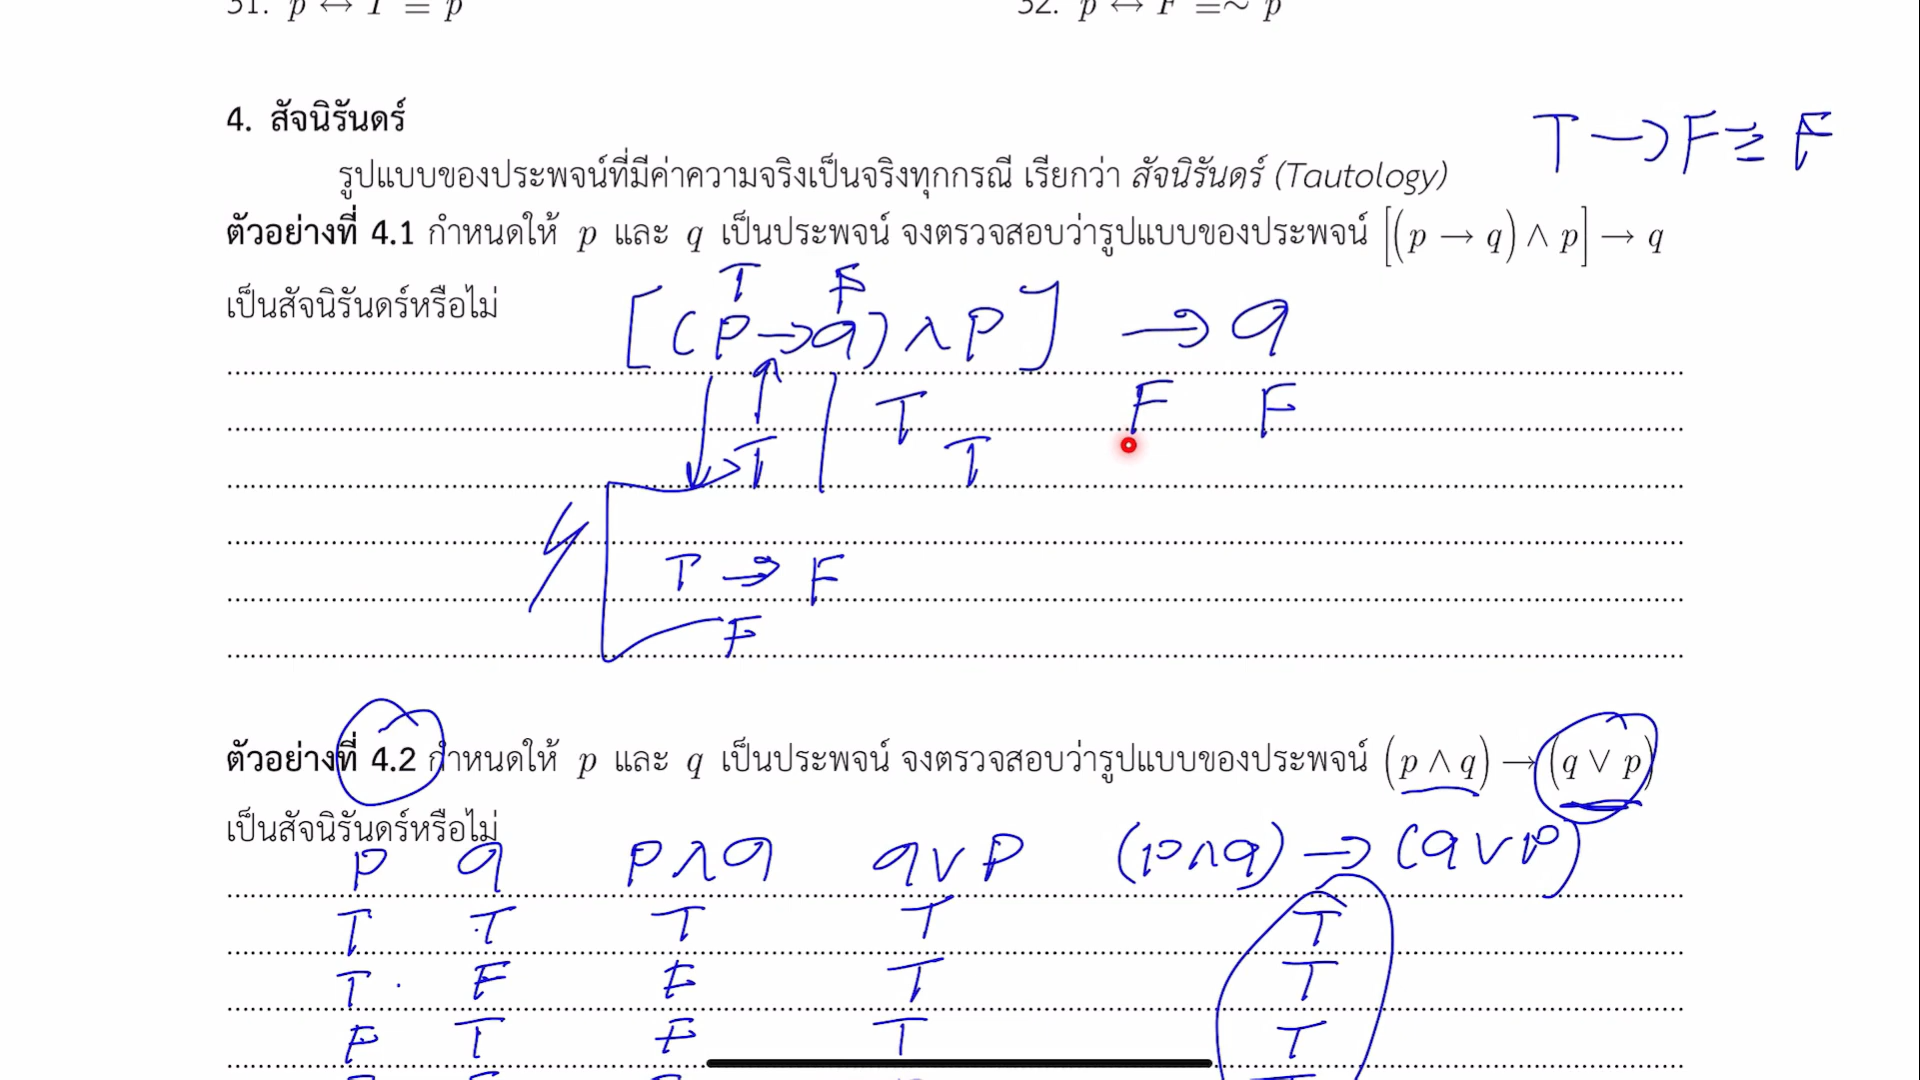 31. p ↔ T ≡ p 32. p ↔ F ≡∼ p
4. สัจนิรันดร์
T → F ≡ F
รูปแบบของประพจน์ที่มีค่าความจริงเป็นจริงทุกกรณี เรียกว่า สัจนิรันดร์ (Tautology)
ตัวอย่างที่ 4.1 กำหนดให้ p และ q เป็นประพจน์ จงตรวจสอบว่ารูปแบบของประพจน์ [(p → q) ∧ p] → q
เป็นสัจนิรันดร์หรือไม่
T F
[(P → q) ∧ P] → q
T F F
T T
T → F
F
ตัวอย่างที่ 4.2 กำหนดให้ p และ q เป็นประพจน์ จงตรวจสอบว่ารูปแบบของประพจน์ (p ∧ q) → (q ∨ p)
เป็นสัจนิรันดร์หรือไม่
P q P ∧ q q ∨ P (P ∧ q) → (q ∨ P)
T T T T T
T F F T T
F T F T T